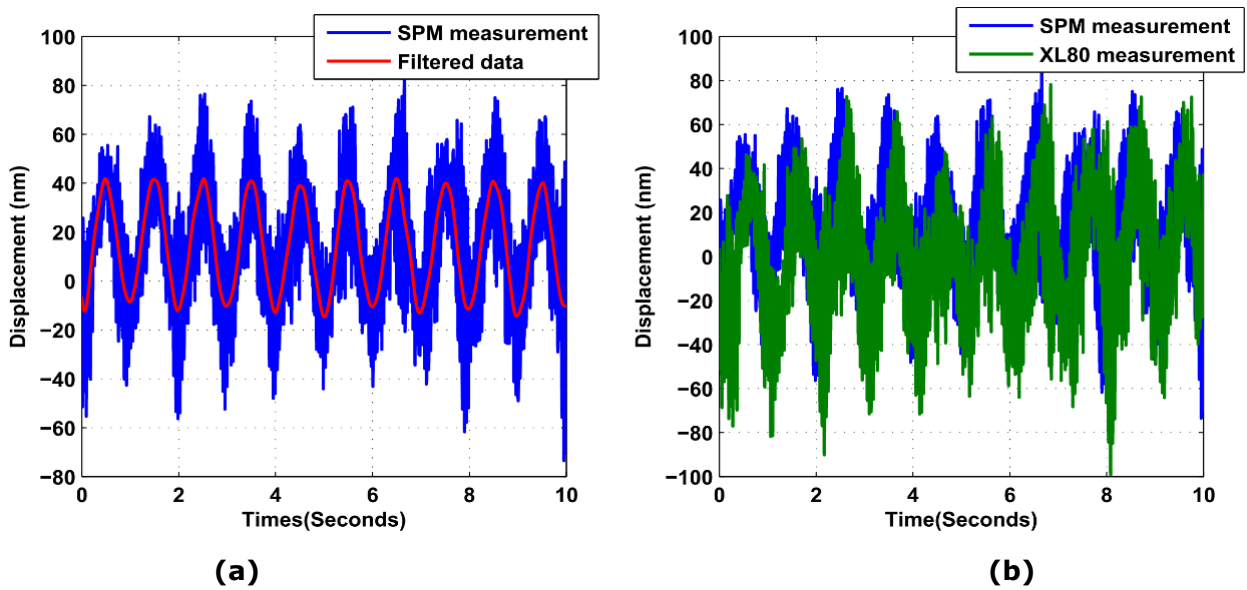 SPM measurement
Filtered data
100
80
60
40
20
0
−20
−40
−60
−80
Displacement (nm)
0 2 4 6 8 10
Times(Seconds)
(a)
SPM measurement
XL80 measurement
100
80
60
40
20
0
−20
−40
−60
−80
−100
Displacement (nm)
0 2 4 6 8 10
Time(Seconds)
(b)